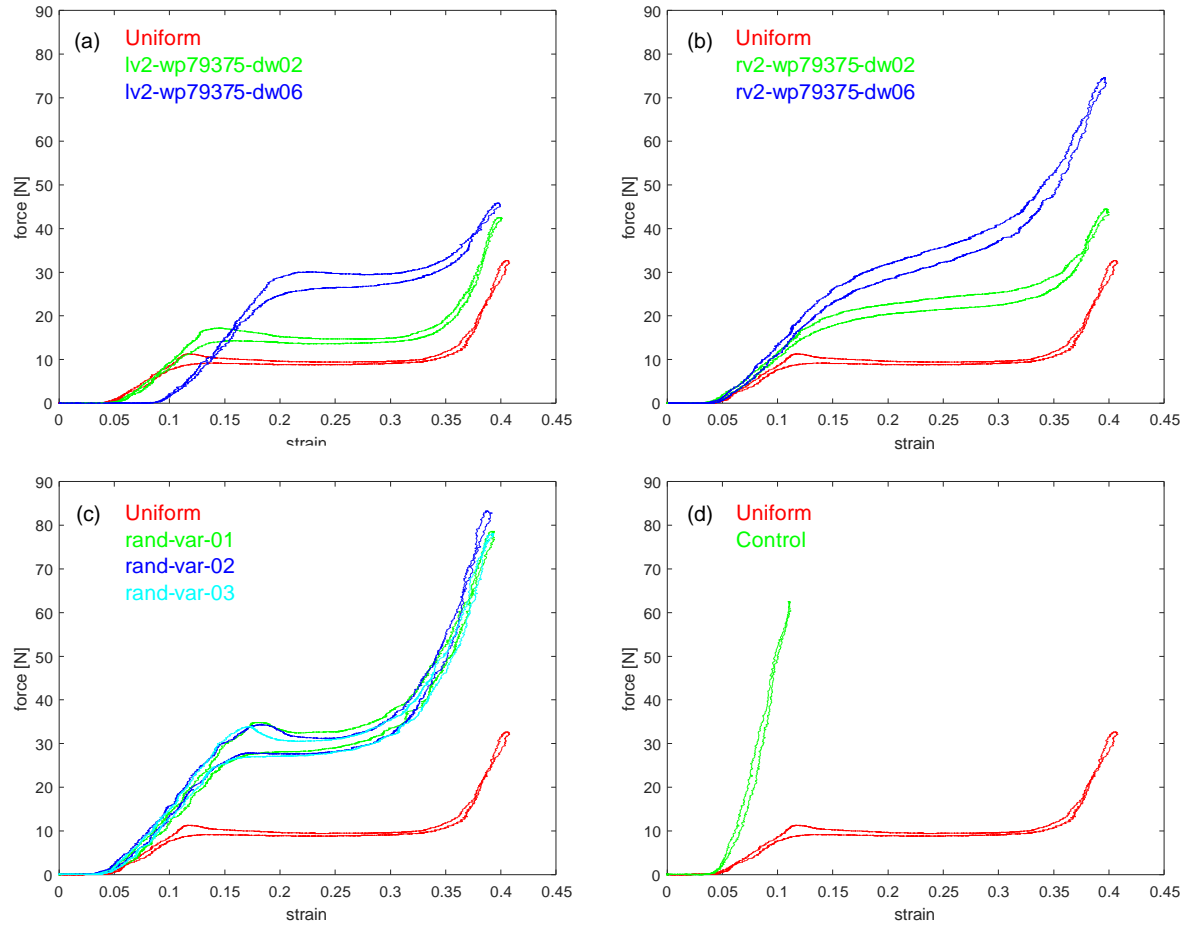 90
80
70
60
50
40
30
20
10
0
force [N]
(a)
Uniform
lv2-wp79375-dw02
lv2-wp79375-dw06
0 0.05 0.1 0.15 0.2 0.25 0.3 0.35 0.4 0.45
strain
90
80
70
60
50
40
30
20
10
0
force [N]
(b)
Uniform
rv2-wp79375-dw02
rv2-wp79375-dw06
0 0.05 0.1 0.15 0.2 0.25 0.3 0.35 0.4 0.45
strain
90
80
70
60
50
40
30
20
10
0
force [N]
(c)
Uniform
rand-var-01
rand-var-02
rand-var-03
0 0.05 0.1 0.15 0.2 0.25 0.3 0.35 0.4 0.45
strain
90
80
70
60
50
40
30
20
10
0
force [N]
(d)
Uniform
Control
0 0.05 0.1 0.15 0.2 0.25 0.3 0.35 0.4 0.45
strain